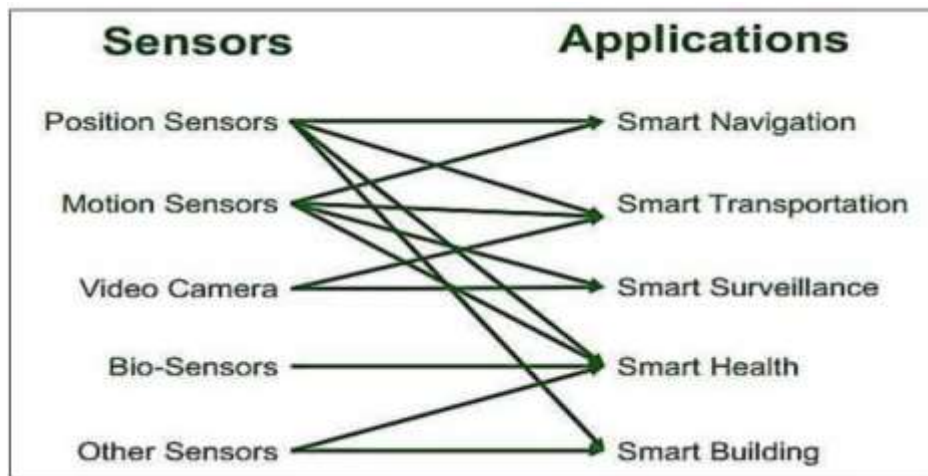 Sensors Applications
Position Sensors Smart Navigation
Motion Sensors Smart Transportation
Video Camera Smart Surveillance
Bio-Sensors Smart Health
Other Sensors Smart Building